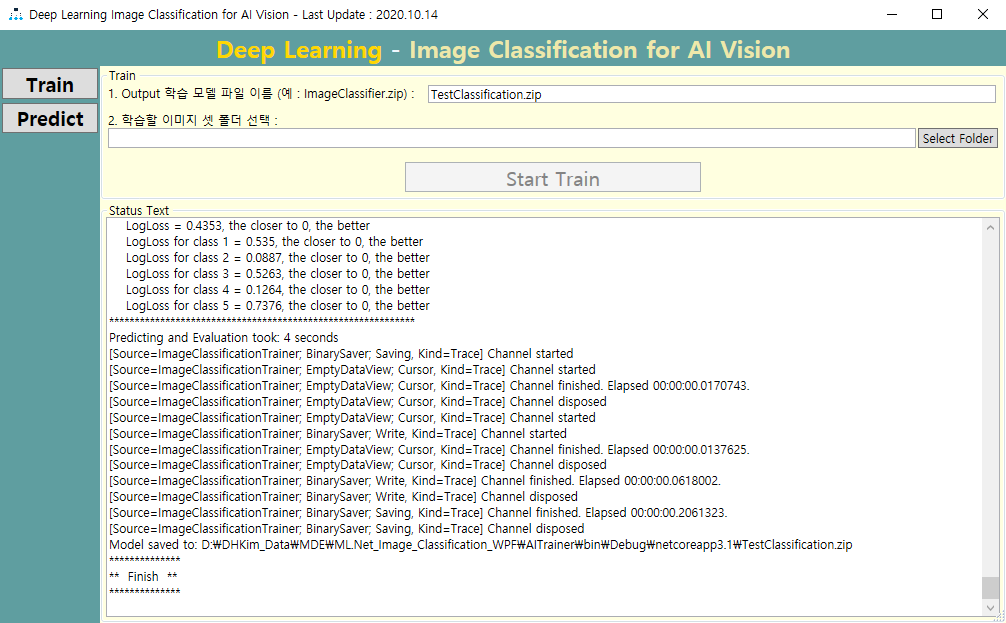 Deep Learning Image Classification for AI Vision - Last Update : 2020.10.14
Deep Learning - Image Classification for AI Vision
Train
Predict
Train
1. Output 학습 모델 파일 이름 (예 : ImageClassifier.zip) :
TestClassification.zip
2. 학습할 이미지 셋 폴더 선택 :
Select Folder
Start Train
Status Text
LogLoss = 0.4353, the closer to 0, the better
LogLoss for class 1 = 0.535, the closer to 0, the better
LogLoss for class 2 = 0.0887, the closer to 0, the better
LogLoss for class 3 = 0.5263, the closer to 0, the better
LogLoss for class 4 = 0.1264, the closer to 0, the better
LogLoss for class 5 = 0.7376, the closer to 0, the better
************************************************************
Predicting and Evaluation took: 4 seconds
[Source=ImageClassificationTrainer; BinarySaver; Saving, Kind=Trace] Channel started
[Source=ImageClassificationTrainer; EmptyDataView; Cursor, Kind=Trace] Channel started
[Source=ImageClassificationTrainer; EmptyDataView; Cursor, Kind=Trace] Channel finished. Elapsed 00:00:00.0170743.
[Source=ImageClassificationTrainer; EmptyDataView; Cursor, Kind=Trace] Channel disposed
[Source=ImageClassificationTrainer; EmptyDataView; Cursor, Kind=Trace] Channel started
[Source=ImageClassificationTrainer; BinarySaver; Write, Kind=Trace] Channel started
[Source=ImageClassificationTrainer; EmptyDataView; Cursor, Kind=Trace] Channel finished. Elapsed 00:00:00.0137625.
[Source=ImageClassificationTrainer; EmptyDataView; Cursor, Kind=Trace] Channel disposed
[Source=ImageClassificationTrainer; BinarySaver; Write, Kind=Trace] Channel finished. Elapsed 00:00:00.0618002.
[Source=ImageClassificationTrainer; BinarySaver; Write, Kind=Trace] Channel disposed
[Source=ImageClassificationTrainer; BinarySaver; Saving, Kind=Trace] Channel finished. Elapsed 00:00:00.2061323.
[Source=ImageClassificationTrainer; BinarySaver; Saving, Kind=Trace] Channel disposed
Model saved to: D:₩DHKim_Data₩MDE₩ML.Net_Image_Classification_WPF₩AITrainer₩bin₩Debug₩netcoreapp3.1₩TestClassification.zip
**************
** Finish **
**************